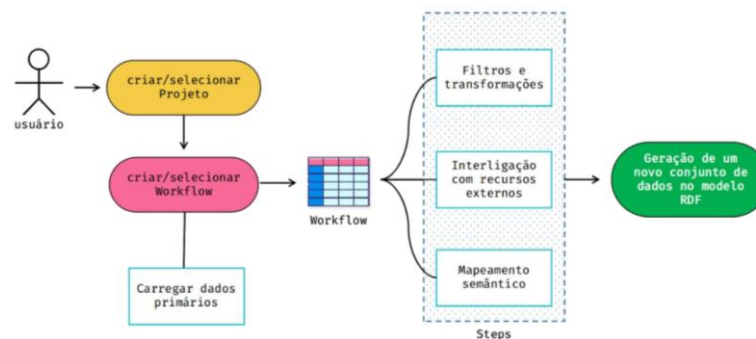 usuário
criar/selecionar
Projeto
criar/selecionar
Workflow
Carregar dados
primários
Workflow
Filtros e
transformações
Interligação
com recursos
externos
Mapeamento
semântico
Steps
Geração de um
novo conjunto de
dados no modelo
RDF